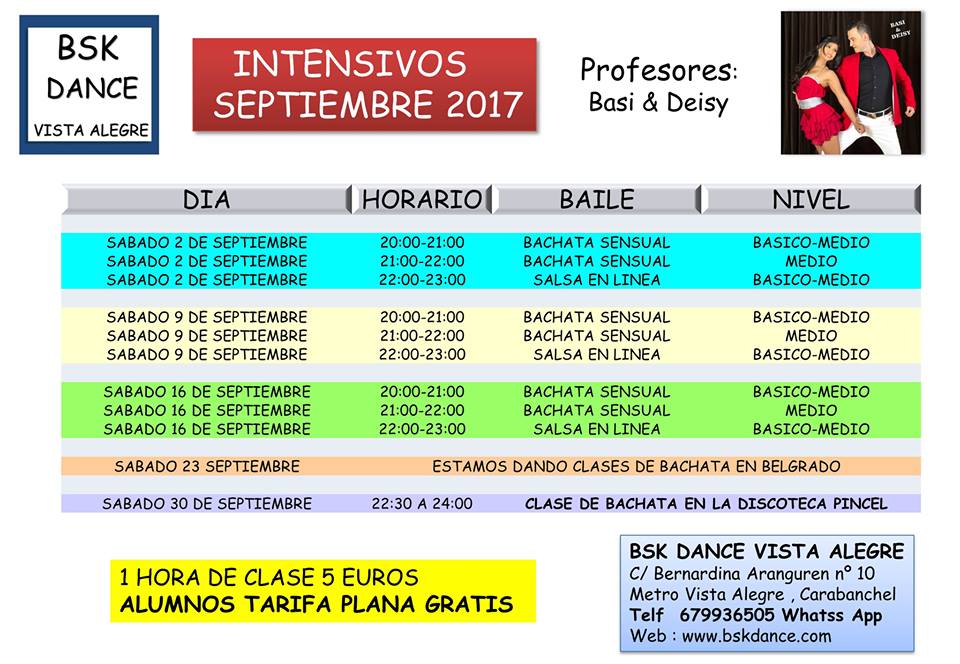 BSK
DANCE
VISTA ALEGRE
INTENSIVOS
SEPTIEMBRE 2017
Profesores:
Basi & Deisy
BASI
&
DEISY
DIA HORARIO BAILE NIVEL
SABADO 2 DE SEPTIEMBRE 20:00-21:00 BACHATA SENSUAL BASICO-MEDIO
SABADO 2 DE SEPTIEMBRE 21:00-22:00 BACHATA SENSUAL MEDIO
SABADO 2 DE SEPTIEMBRE 22:00-23:00 SALSA EN LINEA BASICO-MEDIO
SABADO 9 DE SEPTIEMBRE 20:00-21:00 BACHATA SENSUAL BASICO-MEDIO
SABADO 9 DE SEPTIEMBRE 21:00-22:00 BACHATA SENSUAL MEDIO
SABADO 9 DE SEPTIEMBRE 22:00-23:00 SALSA EN LINEA BASICO-MEDIO
SABADO 16 DE SEPTIEMBRE 20:00-21:00 BACHATA SENSUAL BASICO-MEDIO
SABADO 16 DE SEPTIEMBRE 21:00-22:00 BACHATA SENSUAL MEDIO
SABADO 16 DE SEPTIEMBRE 22:00-23:00 SALSA EN LINEA BASICO-MEDIO
SABADO 23 SEPTIEMBRE ESTAMOS DANDO CLASES DE BACHATA EN BELGRADO
SABADO 30 DE SEPTIEMBRE 22:30 A 24:00 CLASE DE BACHATA EN LA DISCOTECA PINCEL
1 HORA DE CLASE 5 EUROS
ALUMNOS TARIFA PLANA GRATIS
BSK DANCE VISTA ALEGRE
C/ Bernardina Aranguren nº 10
Metro Vista Alegre , Carabanchel
Telf 679936505 Whatss App
Web : www.bskdance.com